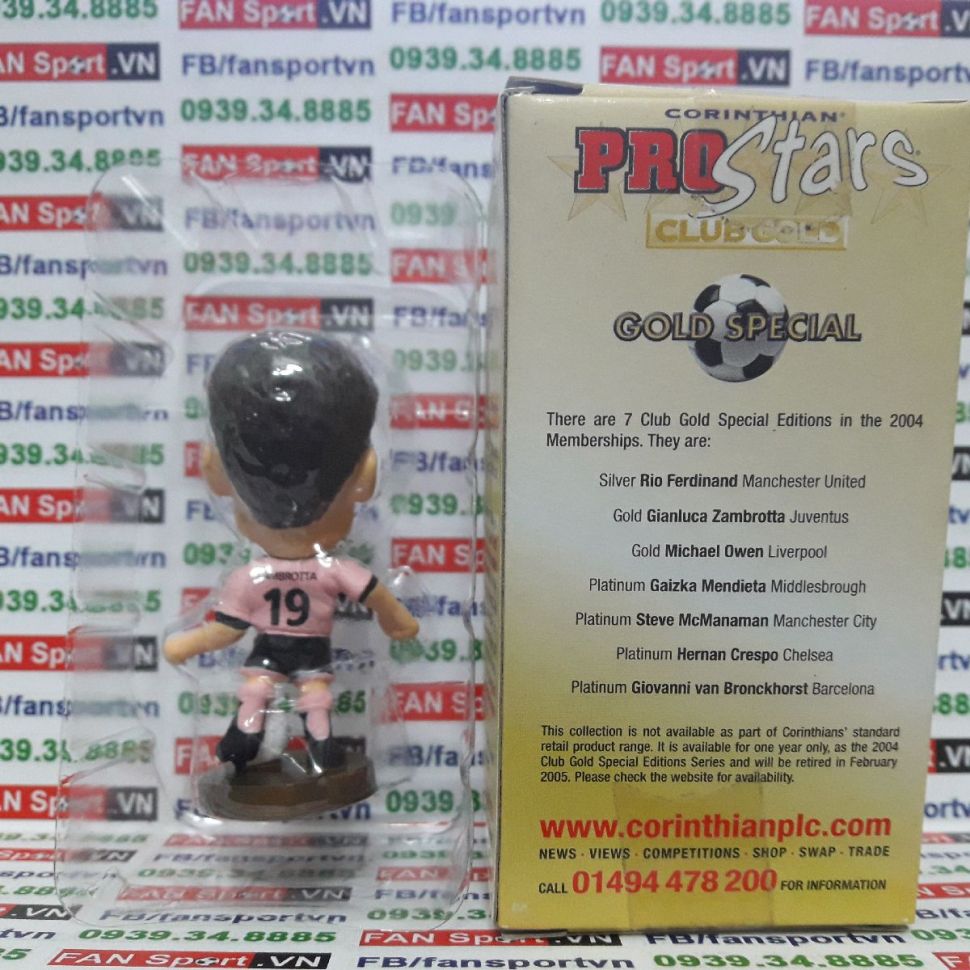 FAN Sport.VN
FB/fansportvn
0939.34.8885
CORINTHIAN®
PROStars®
CLUB GOLD
GOLD SPECIAL
There are 7 Club Gold Special Editions in the 2004
Memberships. They are:
Silver Rio Ferdinand Manchester United
Gold Gianluca Zambrotta Juventus
Gold Michael Owen Liverpool
Platinum Gaizka Mendieta Middlesbrough
Platinum Steve McManaman Manchester City
Platinum Hernan Crespo Chelsea
Platinum Giovanni van Bronckhorst Barcelona
This collection is not available as part of Corinthians' standard
retail product range. It is available for one year only, as the 2004
Club Gold Special Editions Series and will be retired in February
2005. Please check the website for availability.
www.corinthianplc.com
NEWS · VIEWS · COMPETITIONS · SHOP · SWAP · TRADE
CALL 01494 478 200 FOR INFORMATION
MBROTTA
19